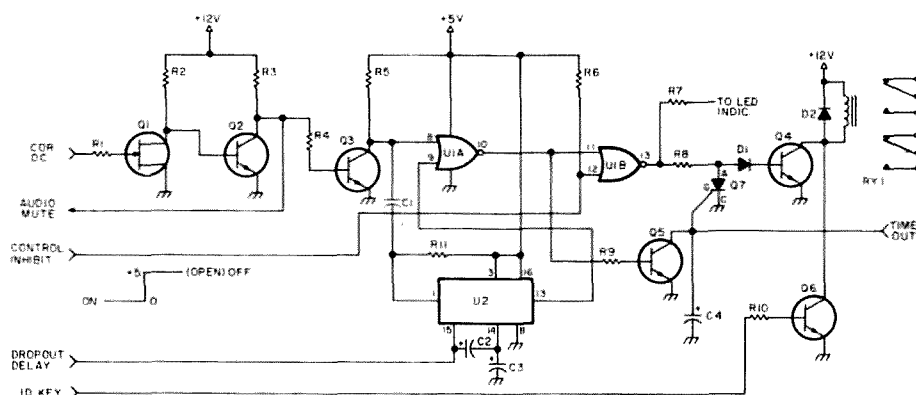 +12V
+5V
+12V
R2
R3
R5
R6
R7
TO LED
INDIC.
D2
Q1
Q2
R4
Q3
8
9
U1A
10
11
12
U1B
13
R8
D1
Q4
COR
DC
R1
A
G
C
Q7
RY1
AUDIO
MUTE
C1
Q5
TIME
OUT
CONTROL
INHIBIT
R11
R9
+5
(OPEN) OFF
ON
0
3
16
1
U2
13
C4
Q6
15
14
8
R10
DROPOUT
DELAY
C2
C3
ID KEY